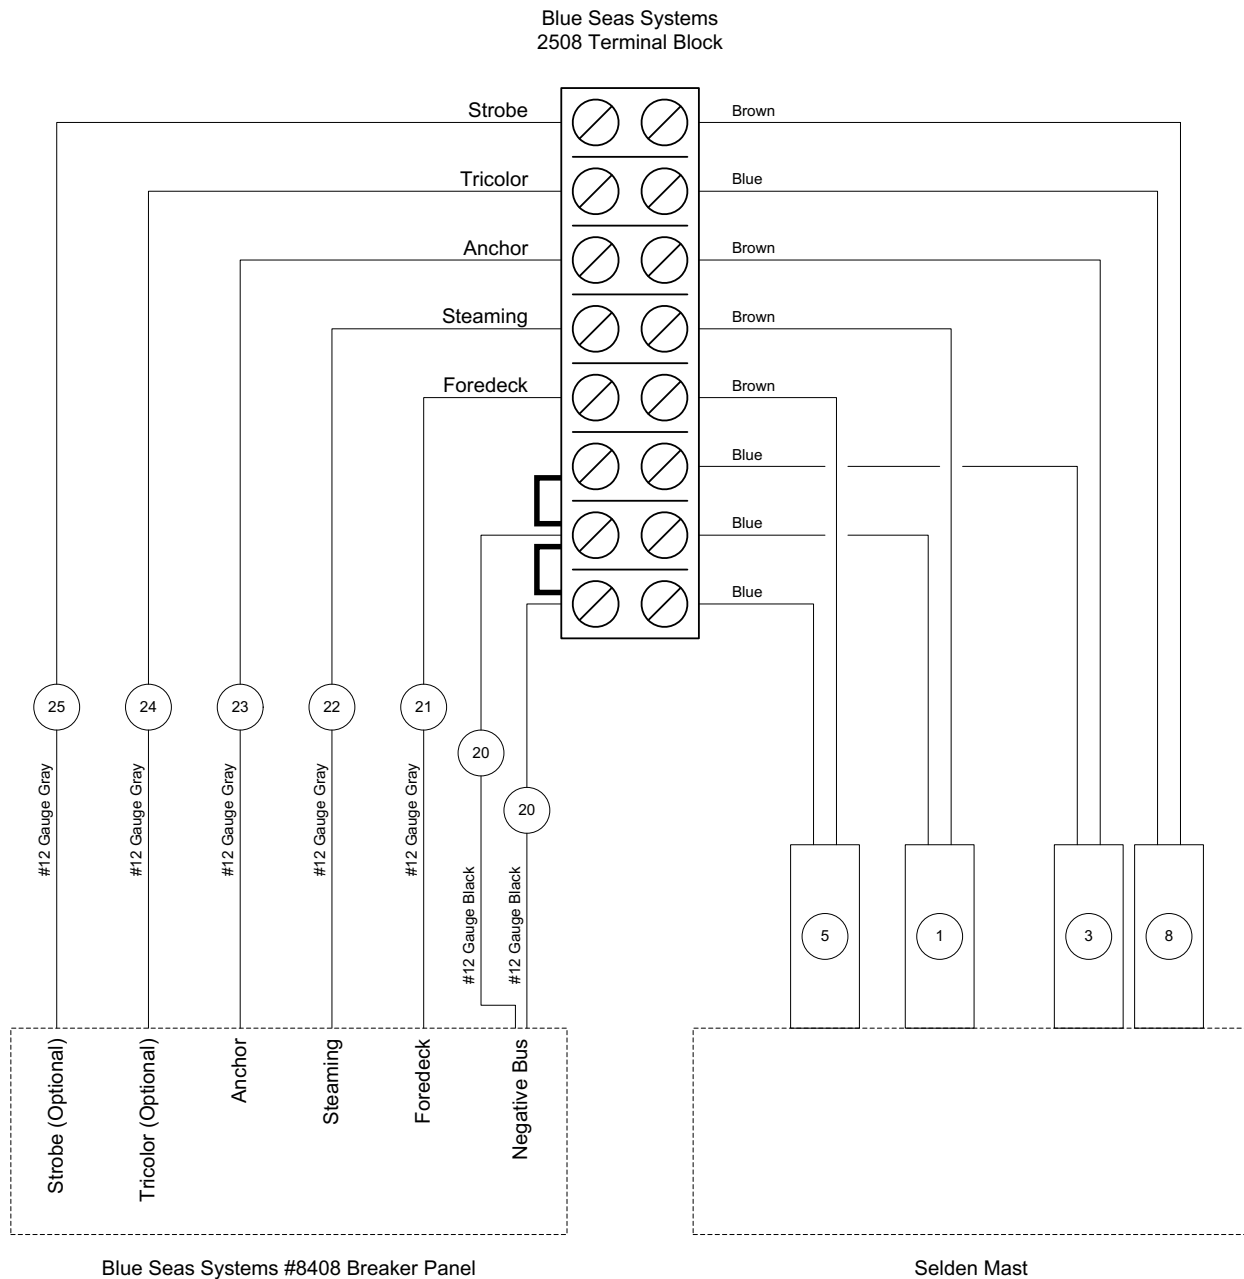 Blue Seas Systems
2508 Terminal Block
Strobe
Brown
Tricolor
Blue
Anchor
Brown
Steaming
Brown
Foredeck
Brown
Blue
Blue
Blue
25
24
23
22
21
20
20
#12 Gauge Gray
#12 Gauge Gray
#12 Gauge Gray
#12 Gauge Gray
#12 Gauge Gray
#12 Gauge Black
#12 Gauge Black
5
1
3
8
Strobe (Optional)
Tricolor (Optional)
Anchor
Steaming
Foredeck
Negative Bus
Blue Seas Systems #8408 Breaker Panel
Selden Mast